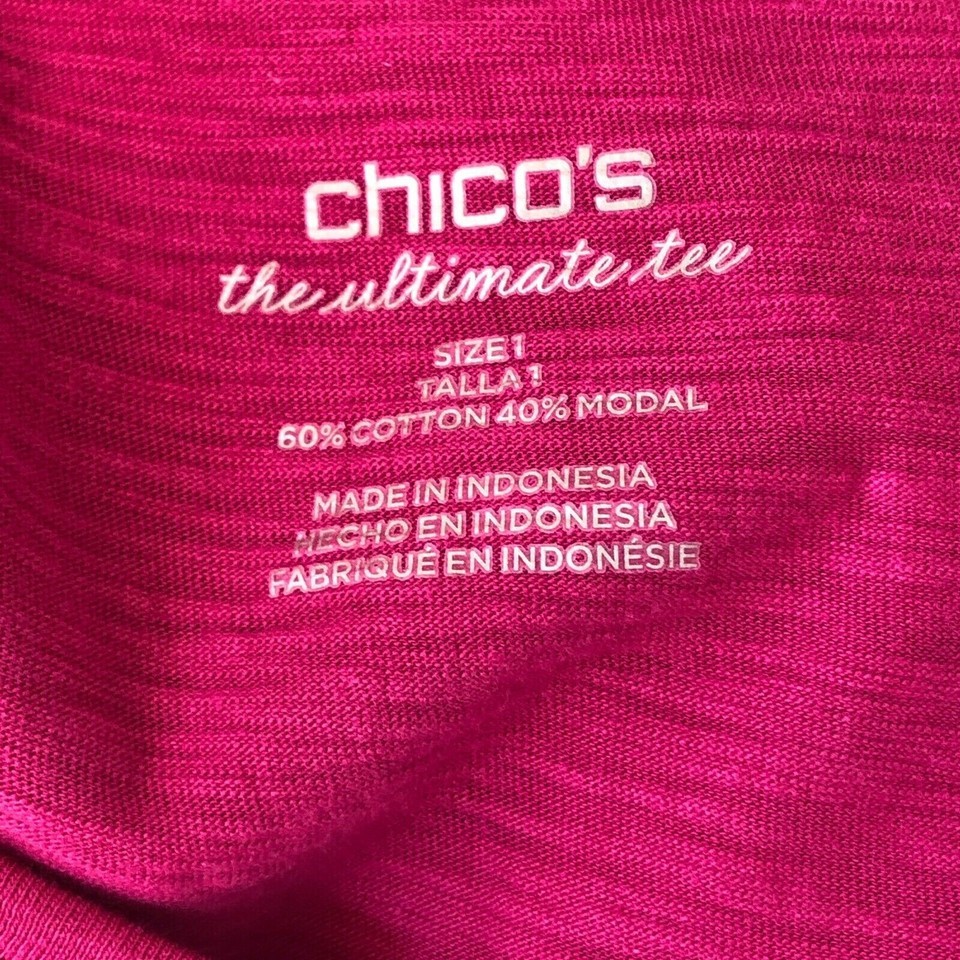 chico's
the ultimate tee
SIZE 1
TALLA 1
60% COTTON 40% MODAL
MADE IN INDONESIA
HECHO EN INDONESIA
FABRIQUÉ EN INDONÉSIE